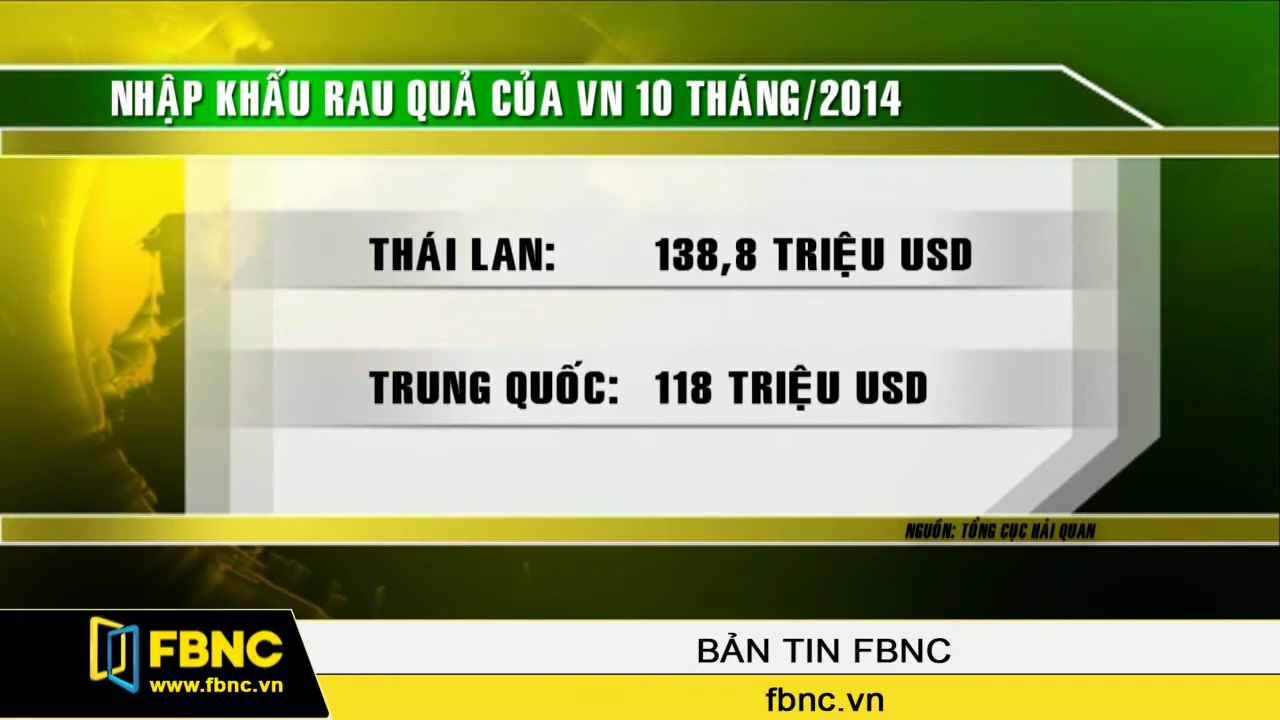 NHẬP KHẨU RAU QUẢ CỦA VN 10 THÁNG/2014
THÁI LAN: 138,8 TRIỆU USD
TRUNG QUỐC: 118 TRIỆU USD
NGUỒN: TỔNG CỤC HẢI QUAN
FBNC
www.fbnc.vn
BẢN TIN FBNC
fbnc.vn